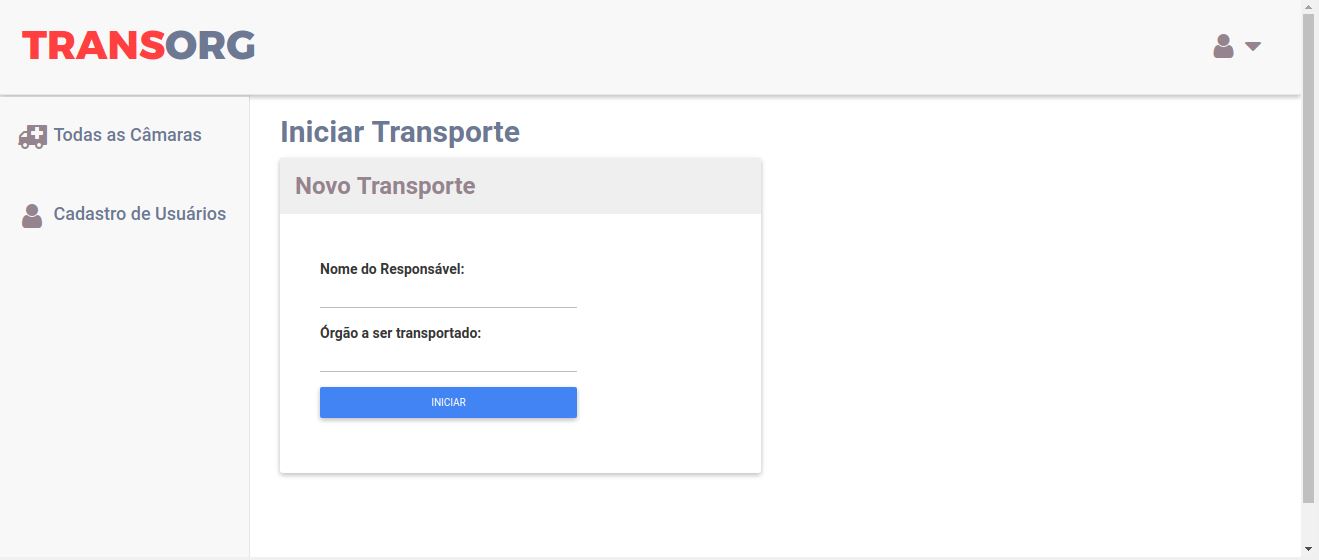 TRANSORG
Todas as Câmaras
Cadastro de Usuários
Iniciar Transporte
Novo Transporte
Nome do Responsável:
Órgão a ser transportado:
INICIAR